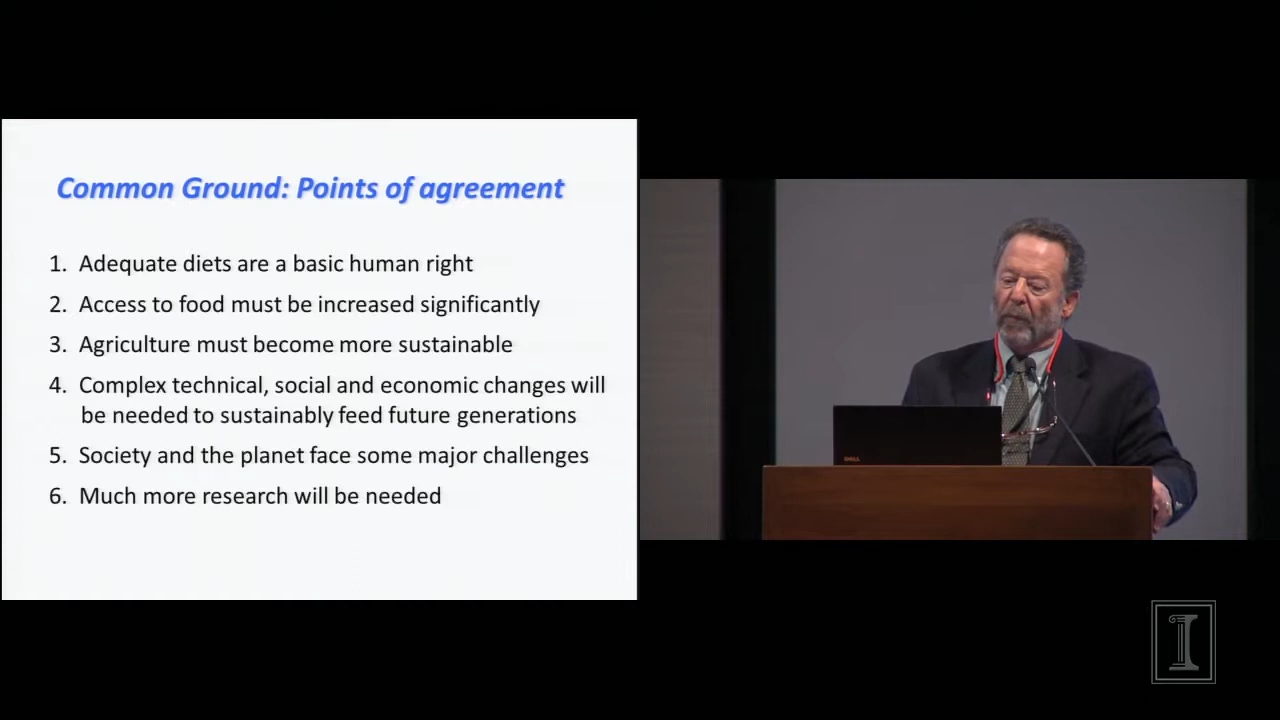 Common Ground: Points of agreement
1. Adequate diets are a basic human right
2. Access to food must be increased significantly
3. Agriculture must become more sustainable
4. Complex technical, social and economic changes will
be needed to sustainably feed future generations
5. Society and the planet face some major challenges
6. Much more research will be needed
DELL
I